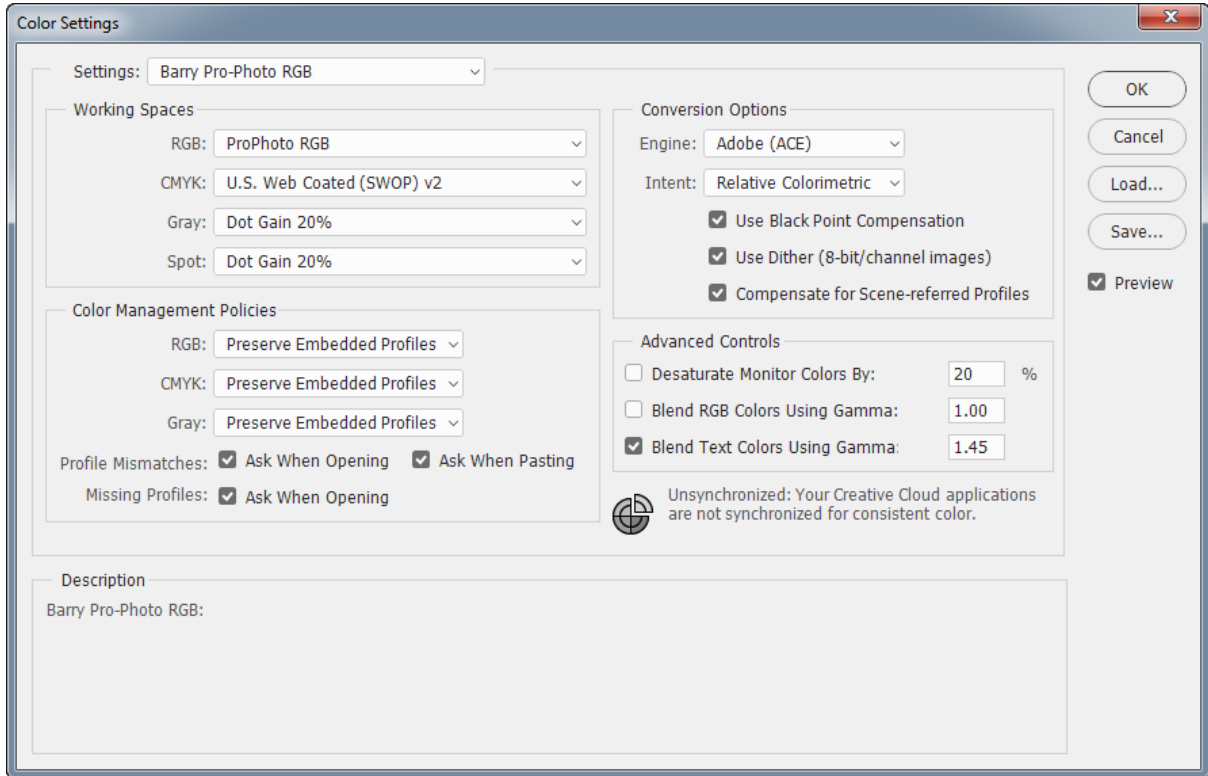 Color Settings
Settings: Barry Pro-Photo RGB
Working Spaces
RGB: ProPhoto RGB
CMYK: U.S. Web Coated (SWOP) v2
Gray: Dot Gain 20%
Spot: Dot Gain 20%
Color Management Policies
RGB: Preserve Embedded Profiles
CMYK: Preserve Embedded Profiles
Gray: Preserve Embedded Profiles
Profile Mismatches: Ask When Opening Ask When Pasting
Missing Profiles: Ask When Opening
Conversion Options
Engine: Adobe (ACE)
Intent: Relative Colorimetric
Use Black Point Compensation
Use Dither (8-bit/channel images)
Compensate for Scene-referred Profiles
Advanced Controls
Desaturate Monitor Colors By: 20 %
Blend RGB Colors Using Gamma: 1.00
Blend Text Colors Using Gamma: 1.45
Unsynchronized: Your Creative Cloud applications
are not synchronized for consistent color.
OK
Cancel
Load...
Save...
Preview
Description
Barry Pro-Photo RGB: